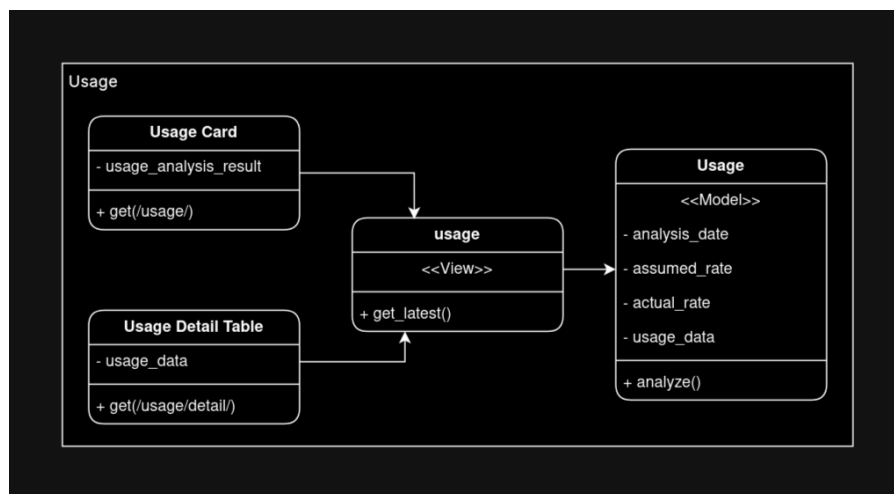 Usage
Usage Card
- usage_analysis_result
+ get(/usage/)
Usage Detail Table
- usage_data
+ get(/usage/detail/)
usage
<<View>>
+ get_latest()
Usage
<<Model>>
- analysis_date
- assumed_rate
- actual_rate
- usage_data
+ analyze()